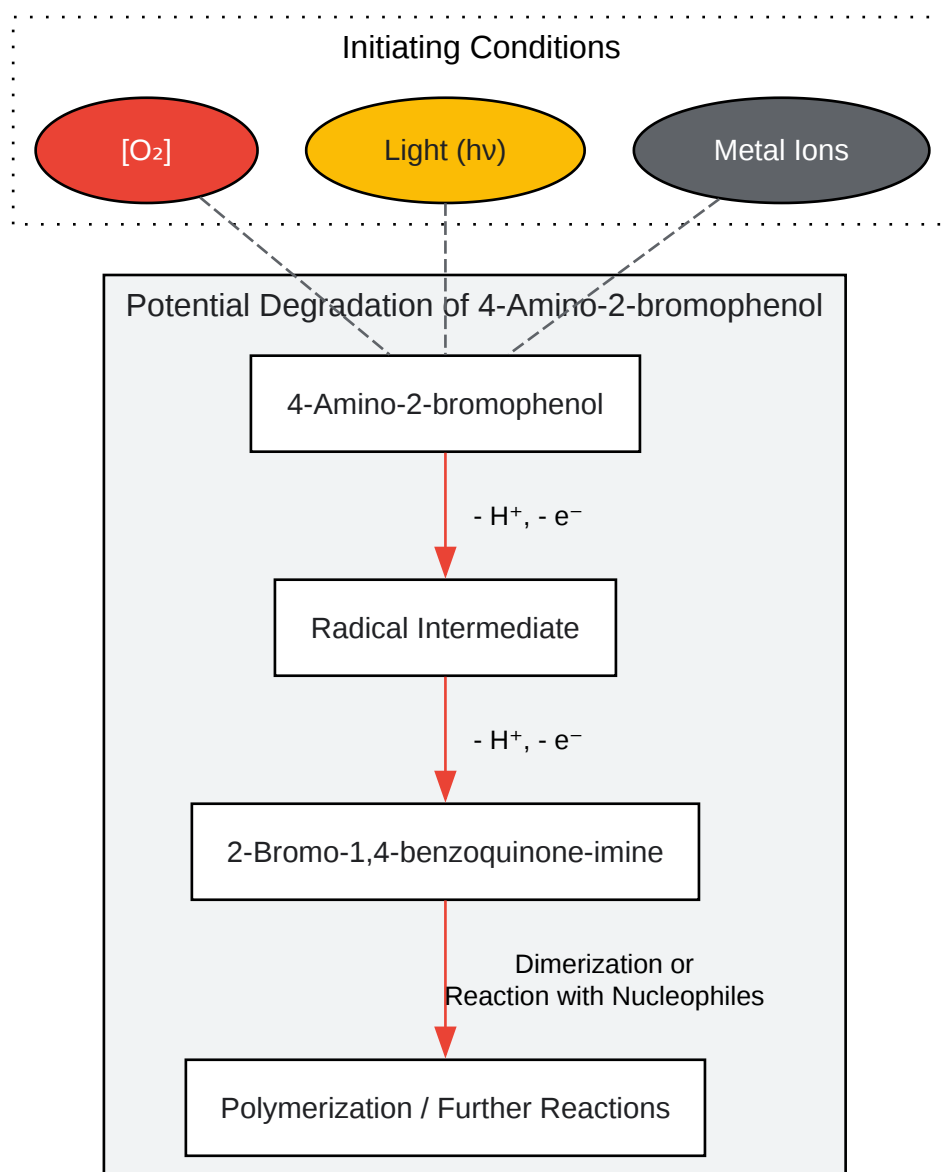 Initiating Conditions
[O₂]
Light (hν)
Metal Ions
Potential Degradation of 4-Amino-2-bromophenol
4-Amino-2-bromophenol
- H⁺, - e⁻
Radical Intermediate
- H⁺, - e⁻
2-Bromo-1,4-benzoquinone-imine
Dimerization or
Reaction with Nucleophiles
Polymerization / Further Reactions